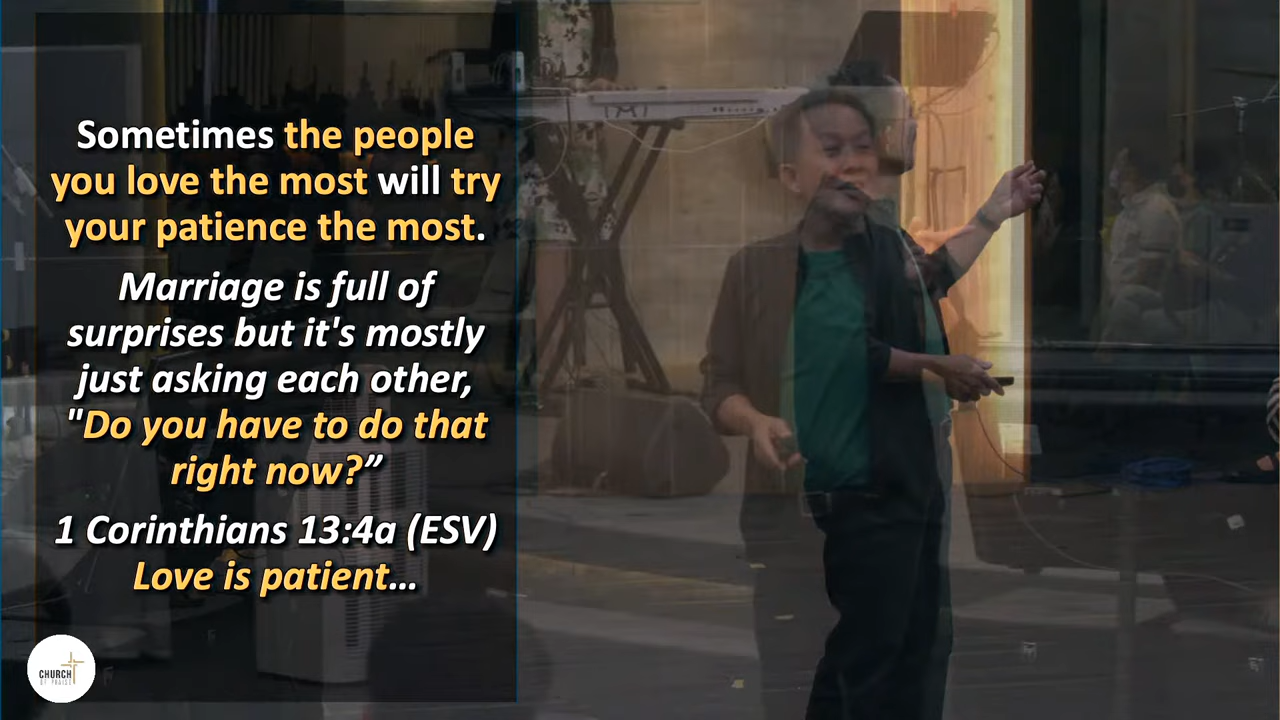 Sometimes the people
you love the most will try
your patience the most.
Marriage is full of
surprises but it's mostly
just asking each other,
"Do you have to do that
right now?”
1 Corinthians 13:4a (ESV)
Love is patient…
CHURCH
OF PRAISE